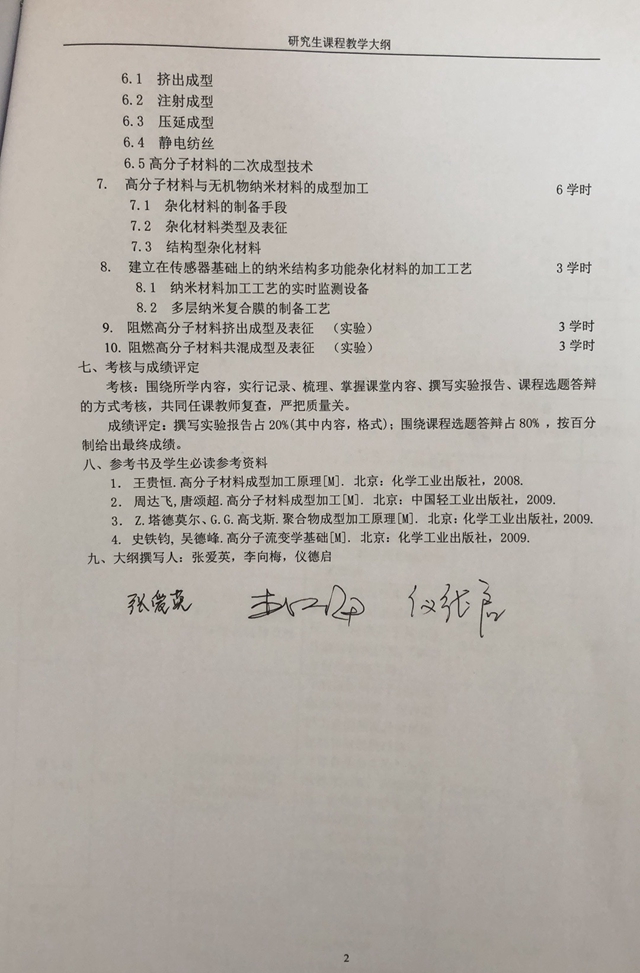 研究生课程教学大纲
6.1 挤出成型
6.2 注射成型
6.3 压延成型
6.4 静电纺丝
6.5高分子材料的二次成型技术
7. 高分子材料与无机物纳米材料的成型加工 6学时
7.1 杂化材料的制备手段
7.2 杂化材料类型及表征
7.3 结构型杂化材料
8. 建立在传感器基础上的纳米结构多功能杂化材料的加工工艺 3学时
8.1 纳米材料加工工艺的实时监测设备
8.2 多层纳米复合膜的制备工艺
9. 阻燃高分子材料挤出成型及表征 （实验） 3学时
10. 阻燃高分子材料共混成型及表征 （实验） 3学时
七、考核与成绩评定
考核：围绕所学内容，实行记录、梳理、掌握课堂内容、撰写实验报告、课程选题答辩
的方式考核，共同任课教师复查，严把质量关。
成绩评定：撰写实验报告占20%(其中内容，格式)；围绕课程选题答辩占80%，按百分
制给出最终成绩。
八、参考书及学生必读参考资料
1. 王贵恒.高分子材料成型加工原理[M]. 北京：化学工业出版社，2008.
2. 周达飞,唐颂超.高分子材料成型加工[M]. 北京：中国轻工业出版社，2009.
3. Z.塔德莫尔、G.G.高戈斯.聚合物成型加工原理[M]. 北京：化学工业出版社，2009.
4. 史铁钧, 吴德峰.高分子流变学基础[M]. 北京：化学工业出版社，2009.
九、大纲撰写人：张爱英，李向梅，仪德启
张爱英 李向梅 仪德启
2